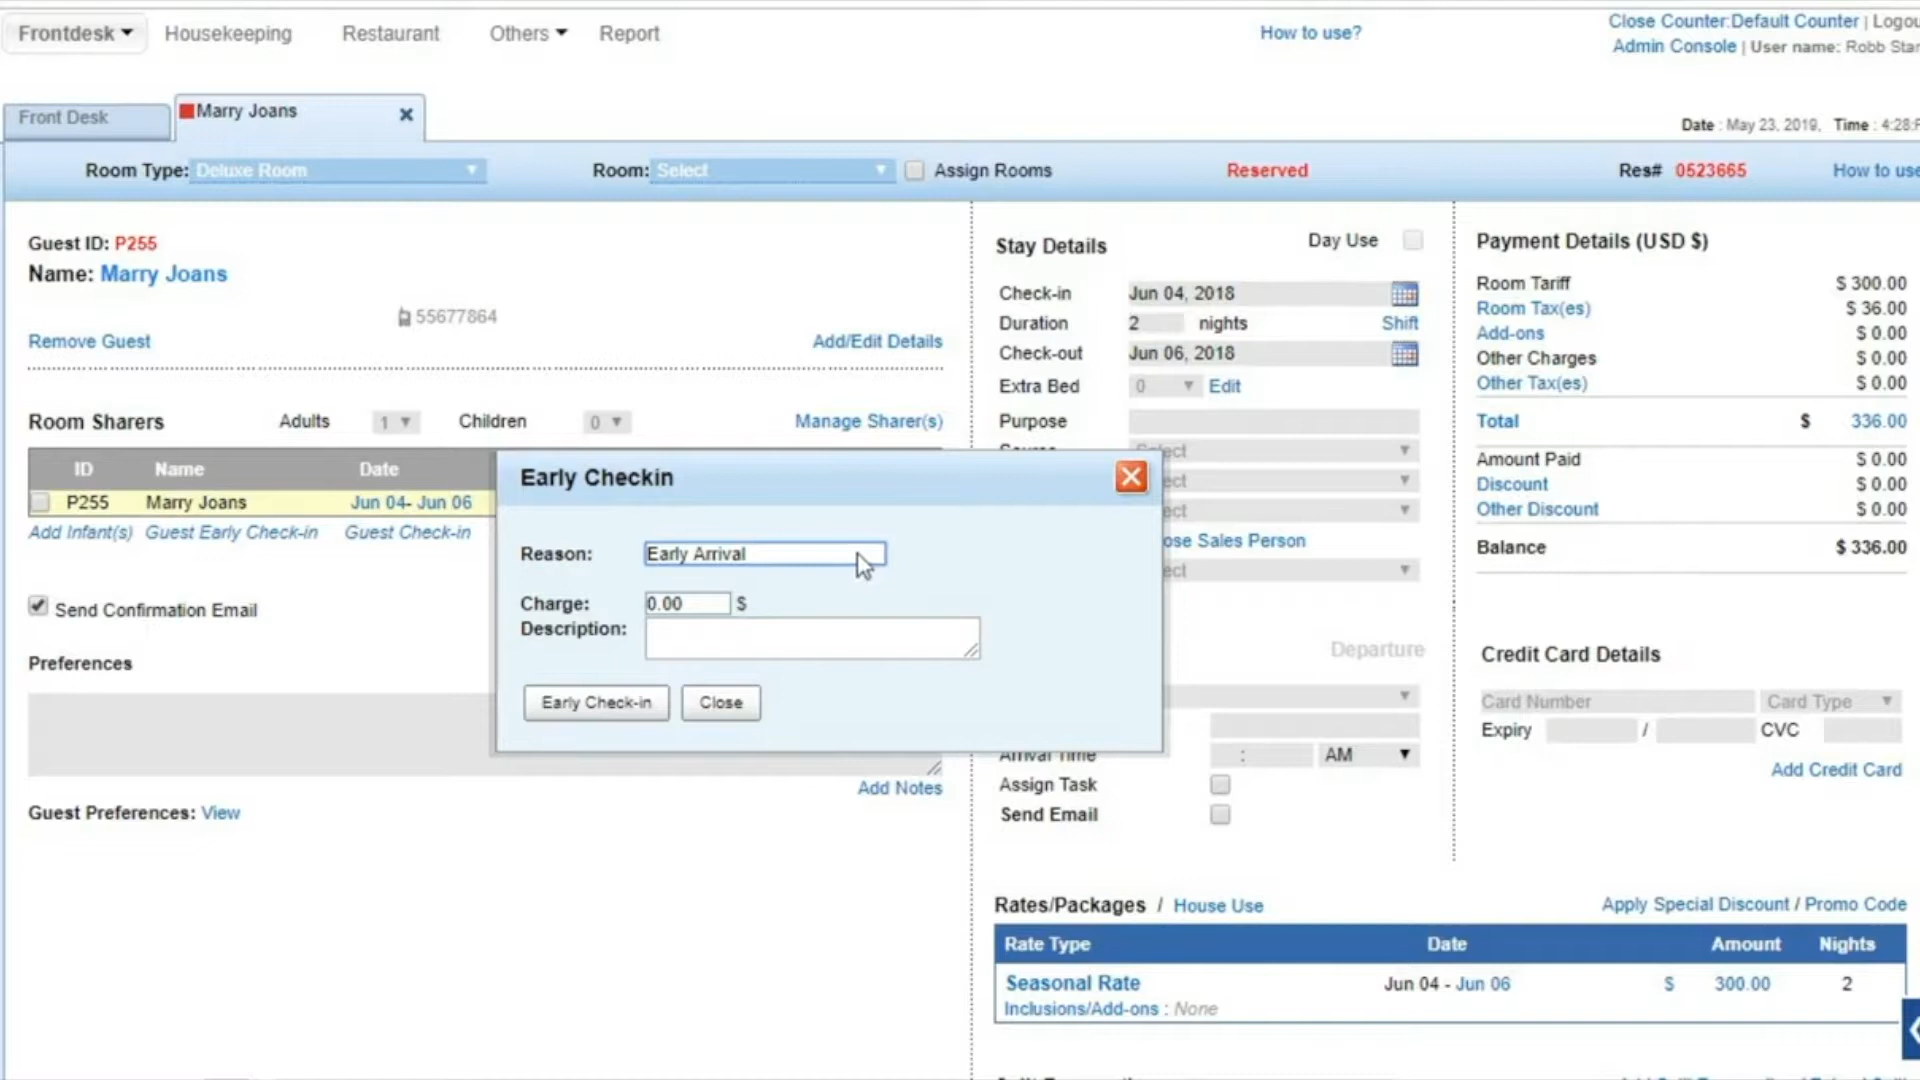 Frontdesk Housekeeping Restaurant Others Report How to use? Close Counter:Default Counter |
Admin Console | User name: Robb
Front Desk Marry Joans
Date : May 23, 2019, Time : 4:28:
Room Type: Deluxe Room Room: Select Assign Rooms Reserved Res# 0523665 How to use
Guest ID: P255
Name: Marry Joans
55677864
Remove Guest Add/Edit Details
Room Sharers Adults 1 Children 0 Manage Sharer(s)
ID Name Date
P255 Marry Joans Jun 04- Jun 06
Add Infant(s) Guest Early Check-in Guest Check-in
Send Confirmation Email
Preferences
Add Notes
Guest Preferences: View
Early Checkin
Reason: Early Arrival
Charge: 0.00 $
Description:
Early Check-in Close
Stay Details Day Use
Check-in Jun 04, 2018
Duration 2 nights Shift
Check-out Jun 06, 2018
Extra Bed 0 Edit
Purpose
Sales Person
Departure
Arrival Time : AM
Assign Task
Send Email
Payment Details (USD $)
Room Tariff $ 300.00
Room Tax(es) $ 36.00
Add-ons $ 0.00
Other Charges $ 0.00
Other Tax(es) $ 0.00
Total $ 336.00
Amount Paid $ 0.00
Discount $ 0.00
Other Discount $ 0.00
Balance $ 336.00
Credit Card Details
Card Number Card Type
Expiry / CVC
Add Credit Card
Rates/Packages / House Use Apply Special Discount / Promo Code
Rate Type Date Amount Nights
Seasonal Rate Jun 04 - Jun 06 $ 300.00 2
Inclusions/Add-ons : None